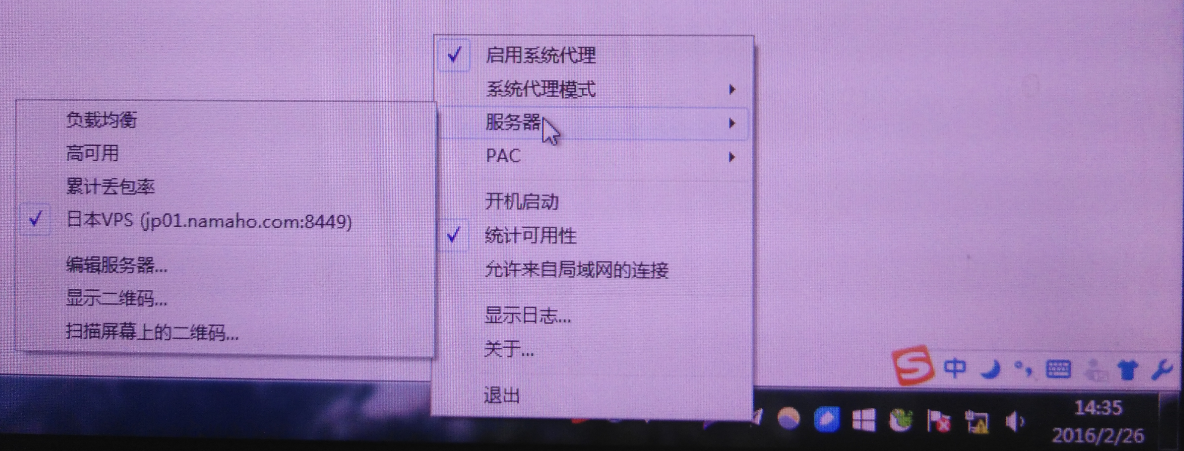 启用系统代理
系统代理模式
服务器
PAC
开机启动
统计可用性
允许来自局域网的连接
显示日志...
关于...
退出
负载均衡
高可用
累计丢包率
日本VPS (jp01.namaho.com:8449)
编辑服务器...
显示二维码...
扫描屏幕上的二维码...
S
中
14:35
2016/2/26